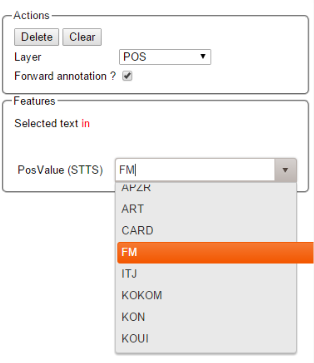 Actions
Delete Clear
Layer POS
Forward annotation ?
Features
Selected text in
PosValue (STTS) FM
APZR
ART
CARD
FM
ITJ
KOKOM
KON
KOUI